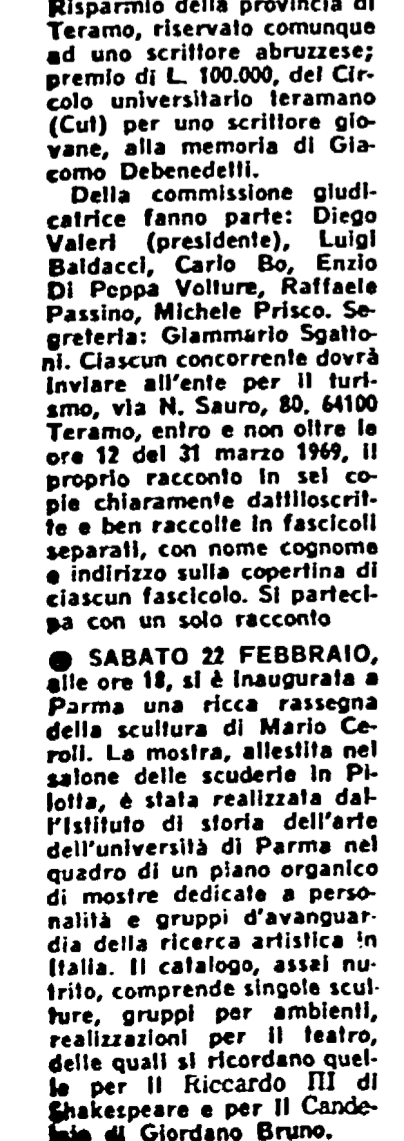 Risparmio della provincia di
Teramo, riservato comunque
ad uno scrittore abruzzese;
premio di L. 100.000, del Cir-
colo universitario teramano
(Cut) per uno scrittore gio-
vane, alla memoria di Gia-
como Debenedetti.
Della commissione giudi-
catrice fanno parte: Diego
Valeri (presidente), Luigi
Baldacci, Carlo Bo, Enzio
Di Poppa Volture, Raffaele
Passino, Michele Prisco. Se-
greteria: Giammario Sgatto-
ni. Ciascun concorrente dovrà
inviare all'ente per il turi-
smo, via N. Sauro, 80, 64100
Teramo, entro e non oltre le
ore 12 del 31 marzo 1969, il
proprio racconto in sei co-
pie chiaramente dattiloscrit-
te e ben raccolte in fascicoli
separati, con nome cognome
e indirizzo sulla copertina di
ciascun fascicolo. Si parteci-
pa con un solo racconto
● SABATO 22 FEBBRAIO,
alle ore 18, si è inaugurata a
Parma una ricca rassegna
della scultura di Mario Ce-
roli. La mostra, allestita nel
salone delle scuderie in Pi-
lotta, è stata realizzata dal-
l'Istituto di storia dell'arte
dell'università di Parma nel
quadro di un piano organico
di mostre dedicate a perso-
nalità e gruppi d'avanguar-
dia della ricerca artistica in
Italia. Il catalogo, assai nu-
trito, comprende singole scul-
ture, gruppi per ambienti,
realizzazioni per il teatro,
delle quali si ricordano quel-
le per il Riccardo III di
Shakespeare e per il Cande-
laio di Giordano Bruno.